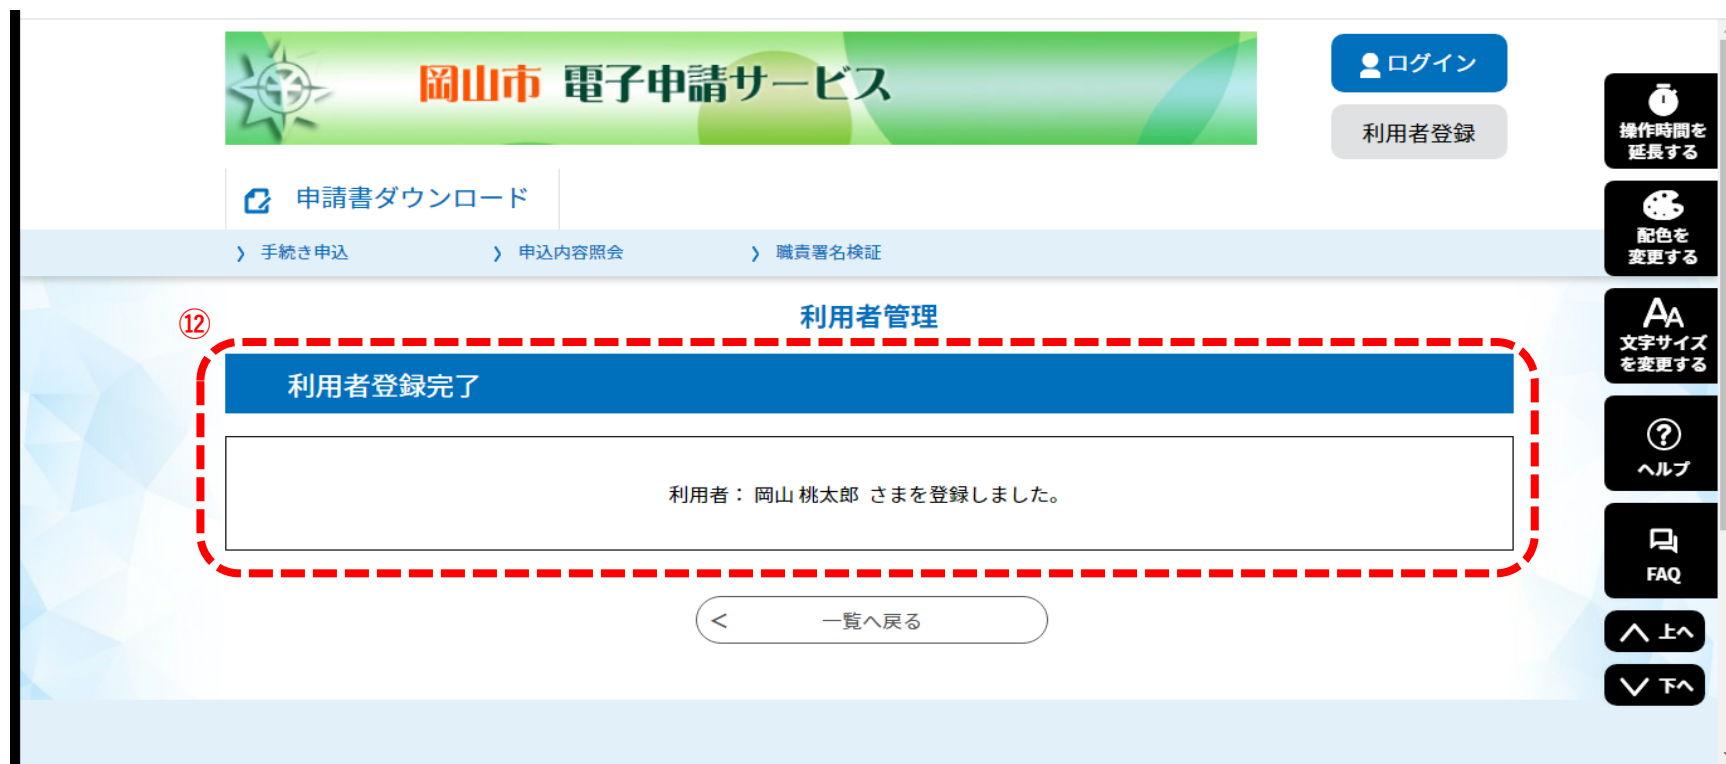 岡山市 電子申請サービス
ログイン
利用者登録
申請書ダウンロード
手続き申込
申込内容照会
職責署名検証
⑫
利用者管理
利用者登録完了
利用者： 岡山 桃太郎 さまを登録しました。
< 一覧へ戻る
操作時間を
延長する
配色を
変更する
文字サイズ
を変更する
ヘルプ
FAQ
上へ
下へ